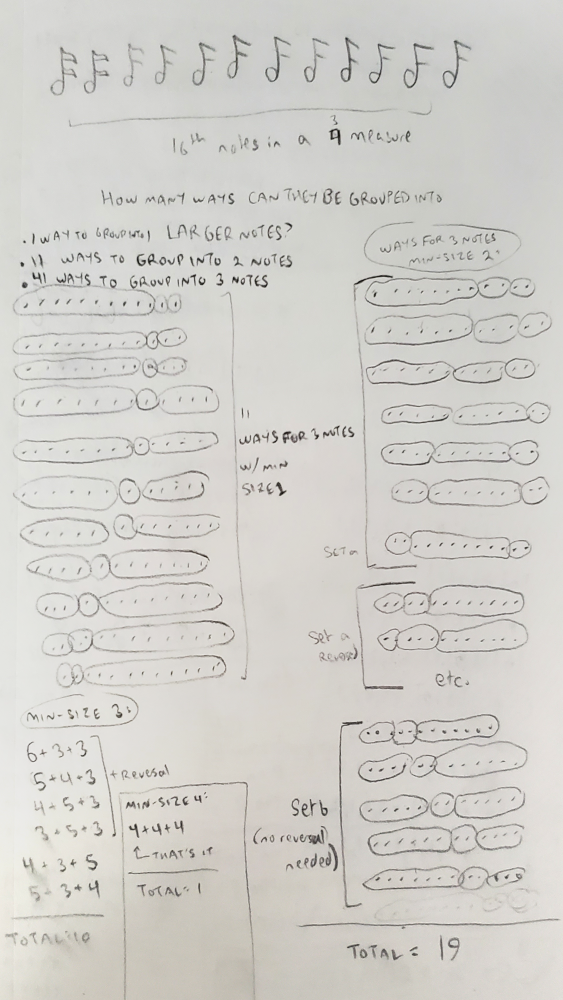 16th notes in a 3/4 measure
HOW MANY WAYS CAN THEY BE GROUPED INTO
LARGER NOTES?
. 1 WAY TO GROUP INTO 1
. 11 WAYS TO GROUP INTO 2 NOTES
. 41 WAYS TO GROUP INTO 3 NOTES
11
WAYS FOR 3 NOTES
W/ MIN
SIZE 1
MIN-SIZE 3:
6+3+3
5+4+3
4+5+3
3+5+3
+ Reversal
4+3+5
5+3+4
TOTAL: 10
MIN-SIZE 4:
4+4+4
THAT'S IT
TOTAL = 1
WAYS FOR 3 NOTES
MIN-SIZE 2:
SET a
Set a
etc.
Set b
(no reversal
needed)
TOTAL = 19